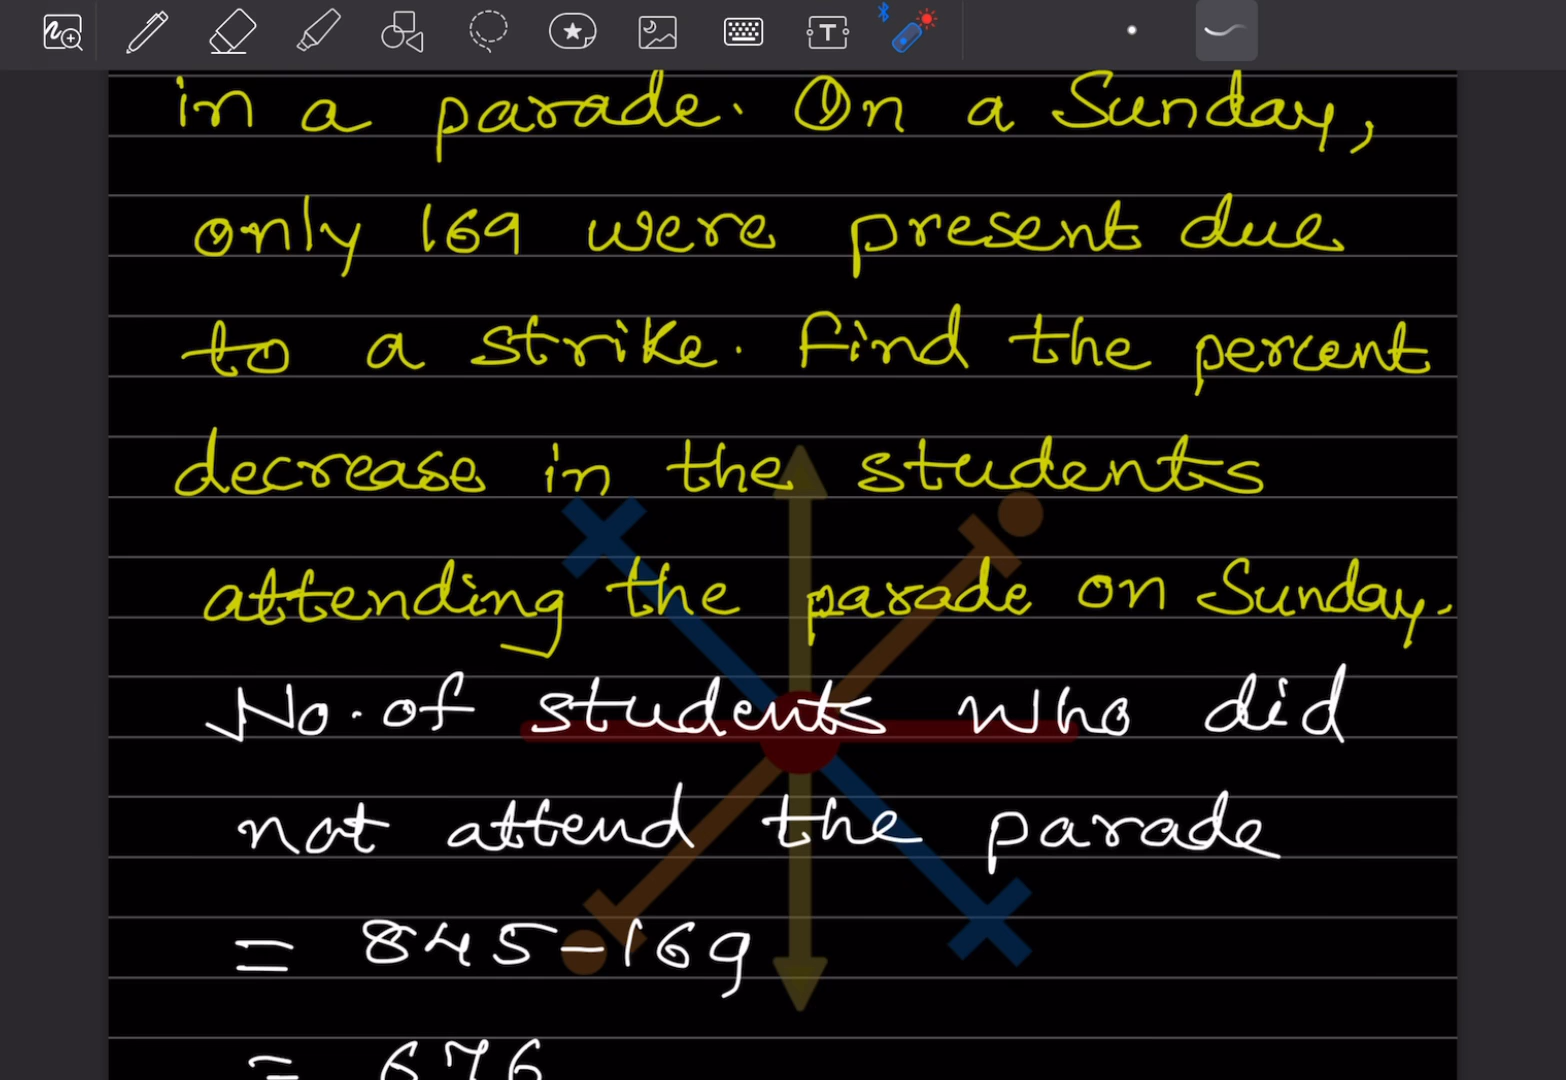 in a parade. On a Sunday,
only 169 were present due
to a strike. Find the percent
decrease in the students
attending the parade on Sunday.
No. of students who did
not attend the parade
= 845-169
= 676